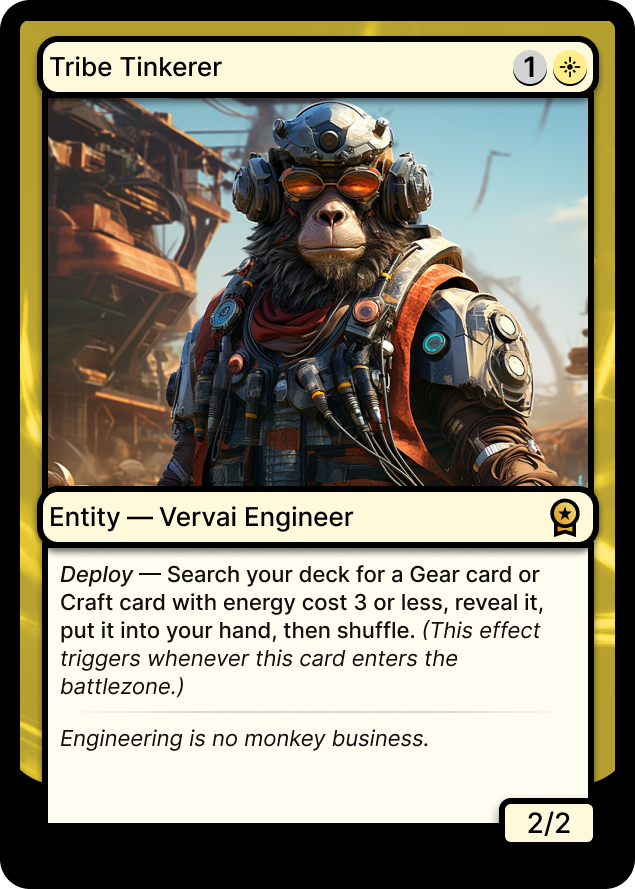 Tribe Tinkerer
1
Entity — Vervai Engineer
Deploy — Search your deck for a Gear card or
Craft card with energy cost 3 or less, reveal it,
put it into your hand, then shuffle. (This effect
triggers whenever this card enters the
battlezone.)
Engineering is no monkey business.
2/2